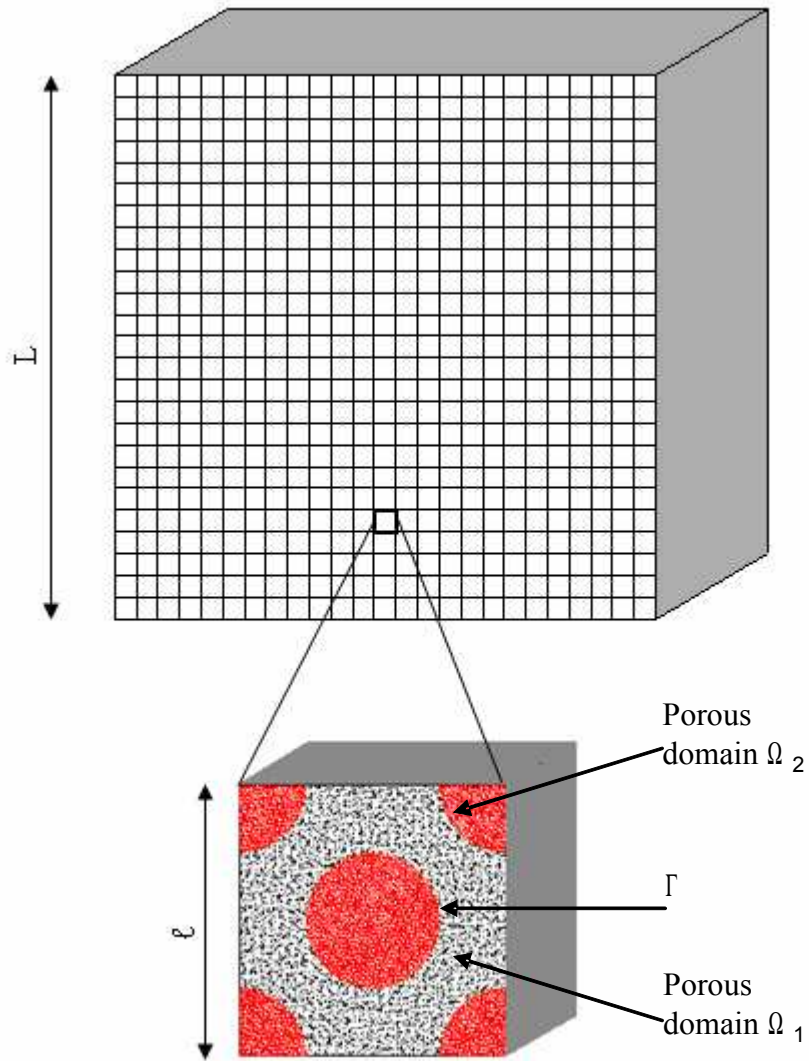 L
Porous
domain Ω 2
ℓ
Γ
Porous
domain Ω 1